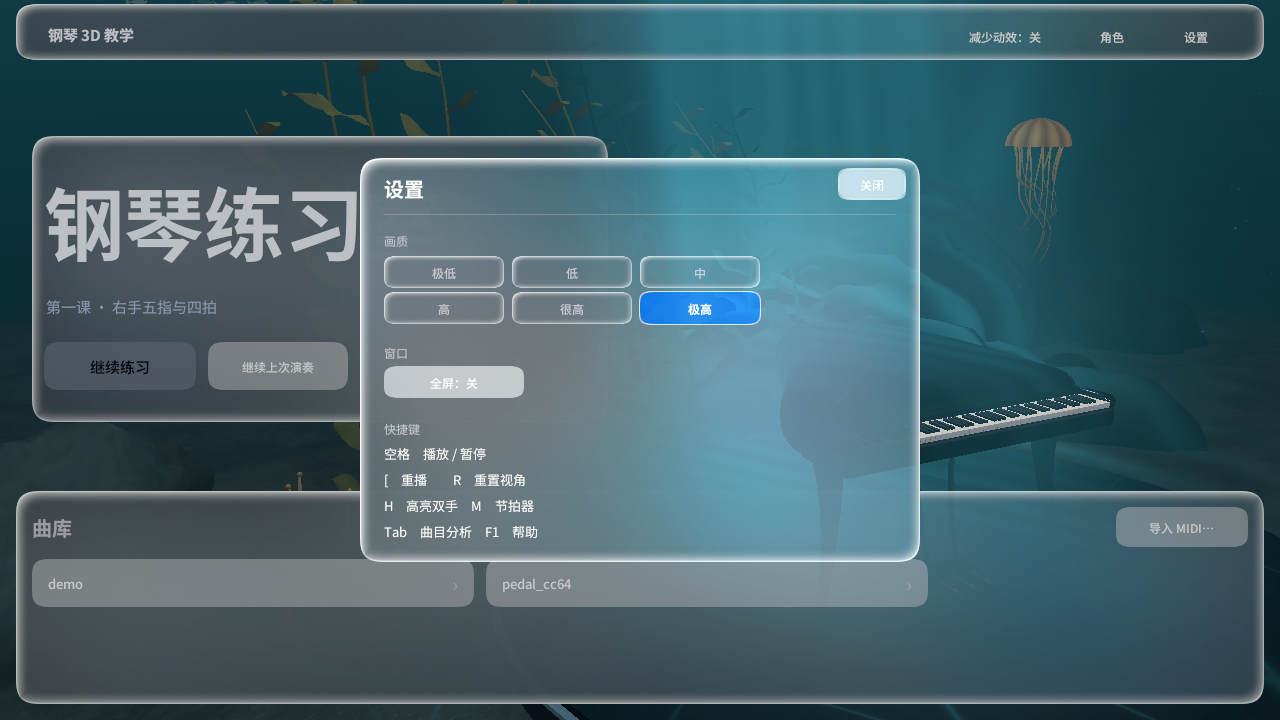 钢琴 3D 教学
减少动效：关
角色
设置
钢琴练习
第一课 · 右手五指与四拍
继续练习
继续上次演奏
设置
关闭
画质
极低
低
中
高
很高
极高
窗口
全屏：关
快捷键
空格 播放 / 暂停
[ 重播 R 重置视角
H 高亮双手 M 节拍器
Tab 曲目分析 F1 帮助
曲库
导入 MIDI…
demo ›
pedal_cc64 ›